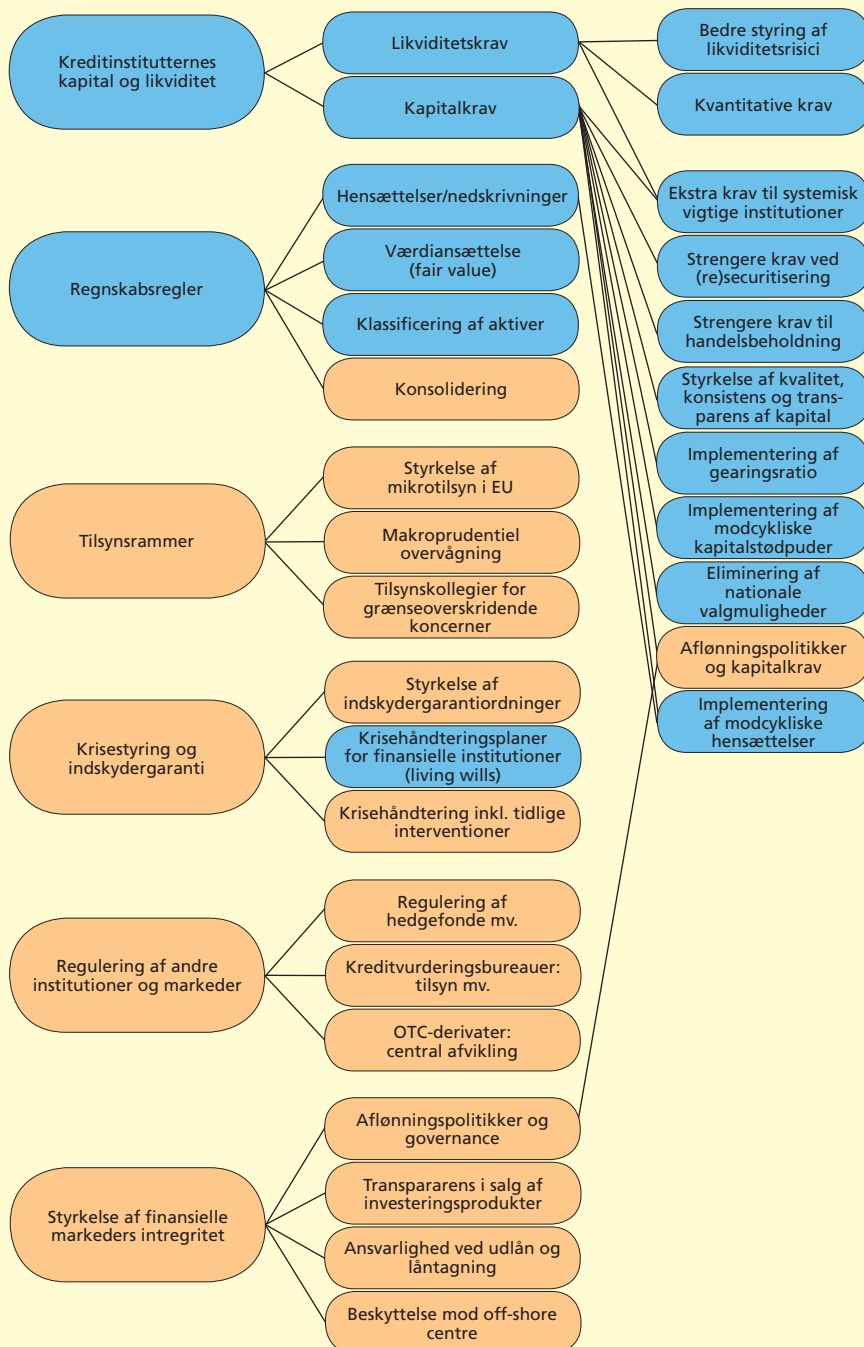 Kreditinstitutternes
kapital og likviditet
Likviditetskrav
Kapitalkrav
Bedre styring af
likviditetsrisici
Kvantitative krav
Ekstra krav til systemisk
vigtige institutioner
Strengere krav ved
(re)securitisering
Strengere krav til
handelsbeholdning
Styrkelse af kvalitet,
konsistens og trans-
parens af kapital
Implementering af
gearingsratio
Implementering af
modcykliske
kapitalstødpuder
Eliminering af
nationale
valgmuligheder
Aflønningspolitikker
og kapitalkrav
Implementering
af modcykliske
hensættelser
Regnskabsregler
Hensættelser/nedskrivninger
Værdiansættelse
(fair value)
Klassificering af aktiver
Konsolidering
Tilsynsrammer
Styrkelse af
mikrotilsyn i EU
Makroprudentiel
overvågning
Tilsynskollegier for
grænseoverskridende
koncerner
Krisestyring og
indskydergaranti
Styrkelse af
indskydergarantiordninger
Krisehåndteringsplaner
for finansielle institutioner
(living wills)
Krisehåndtering inkl. tidlige
interventioner
Regulering af andre
institutioner og markeder
Regulering af
hedgefonde mv.
Kreditvurderingsbureauer:
tilsyn mv.
OTC-derivater:
central afvikling
Styrkelse af finansielle
markeders intregritet
Aflønningspolitikker og
governance
Transpararens i salg af
investeringsprodukter
Ansvarlighed ved udlån og
låntagning
Beskyttelse mod off-shore
centre